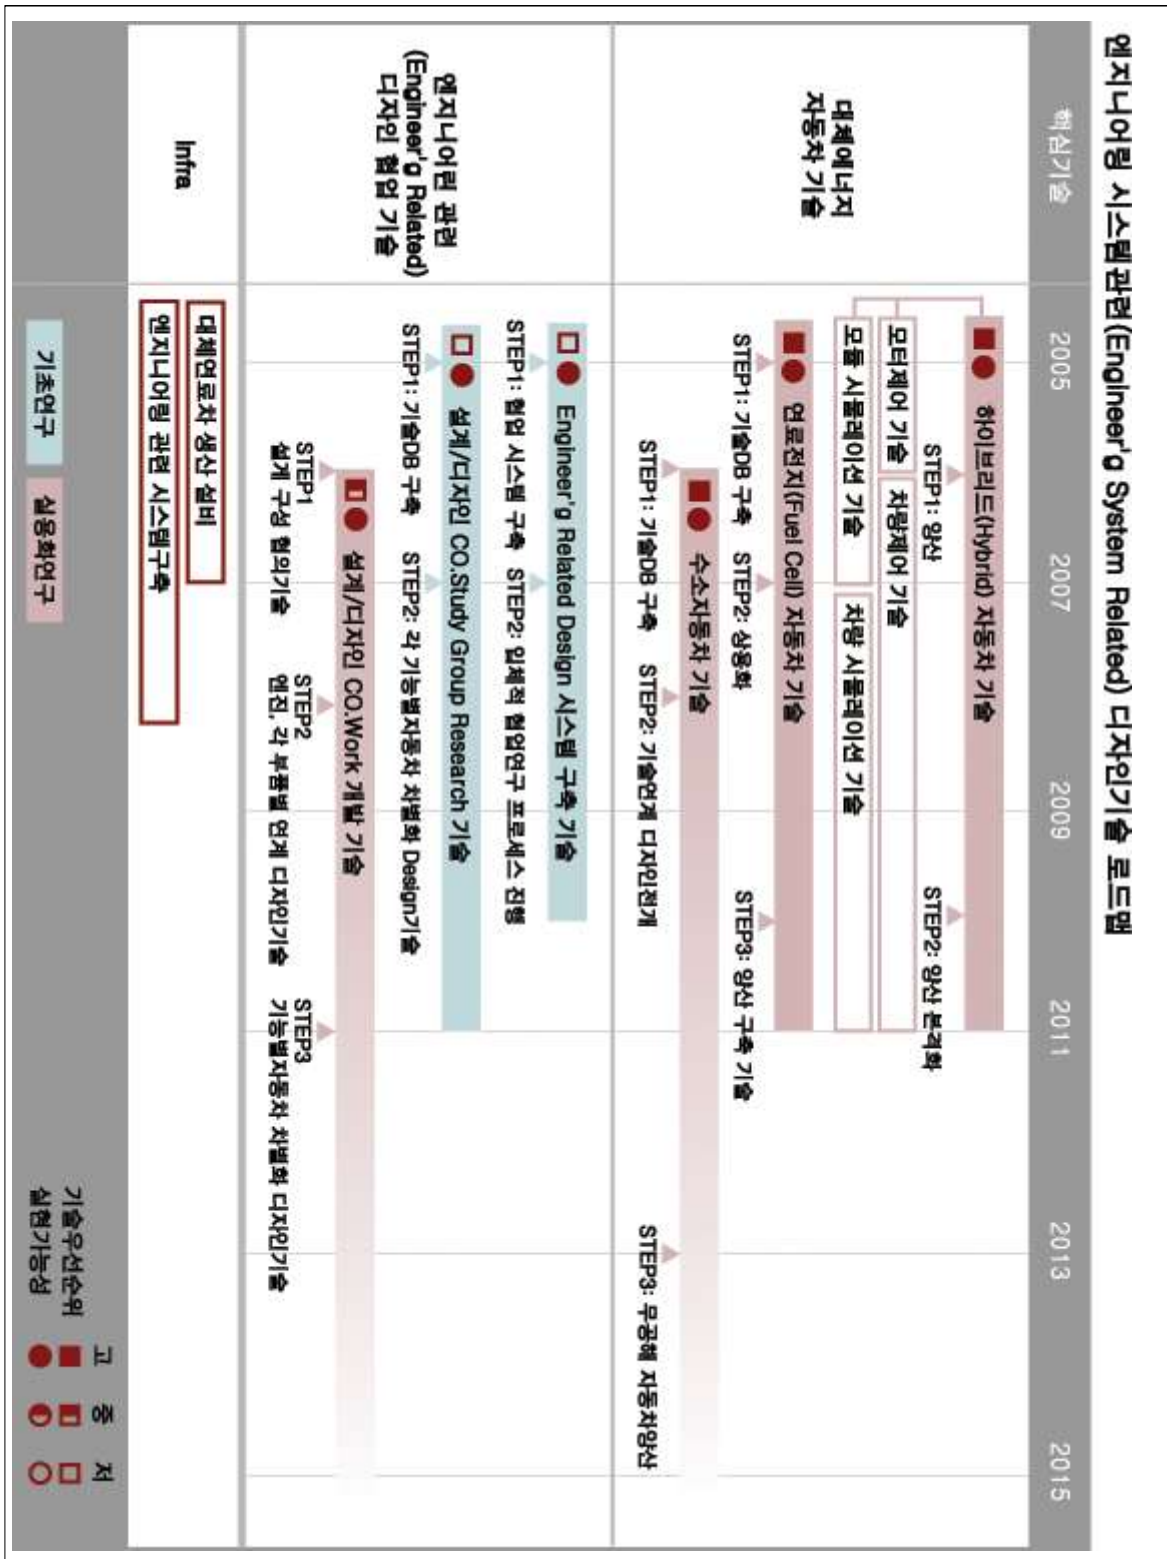 엔지니어링 시스템관련(Engineer'g System Related) 디자인기술 로드맵
핵심기술
2005
2007
2009
2011
2013
2015
대체에너지
자동차 기술
하이브리드(Hybrid) 자동차 기술
STEP1: 양산
STEP2: 양산 본격화
모터제어 기술
차량제어 기술
모듈 시뮬레이션 기술
차량 시뮬레이션 기술
연료전지(Fuel Cell) 자동차 기술
STEP1: 기술DB 구축
STEP2: 상용화
STEP3: 양산 구축 기술
수소자동차 기술
STEP1: 기술DB 구축
STEP2: 기술연계 디자인전개
STEP3: 무공해 자동차양산
엔지니어린 관련
(Engineer'g Related)
디자인 협업 기술
Engineer'g Related Design 시스템 구축 기술
STEP1: 협업 시스템 구축
STEP2: 입체적 협업연구 프로세스 진행
설계/디자인 CO.Study Group Research 기술
STEP1: 기술DB 구축
STEP2: 각 기능별자동차 차별화 Design기술
설계/디자인 CO.Work 개발 기술
STEP1
설계 구성 협의기술
STEP2
엔진, 각 부품별 연계 디자인기술
STEP3
기능별자동차 차별화 디자인기술
Infra
대체연료차 생산 설비
엔지니어링 관련 시스템구축
기초연구
실용화연구
고 중 저
기술우선순위
실현가능성